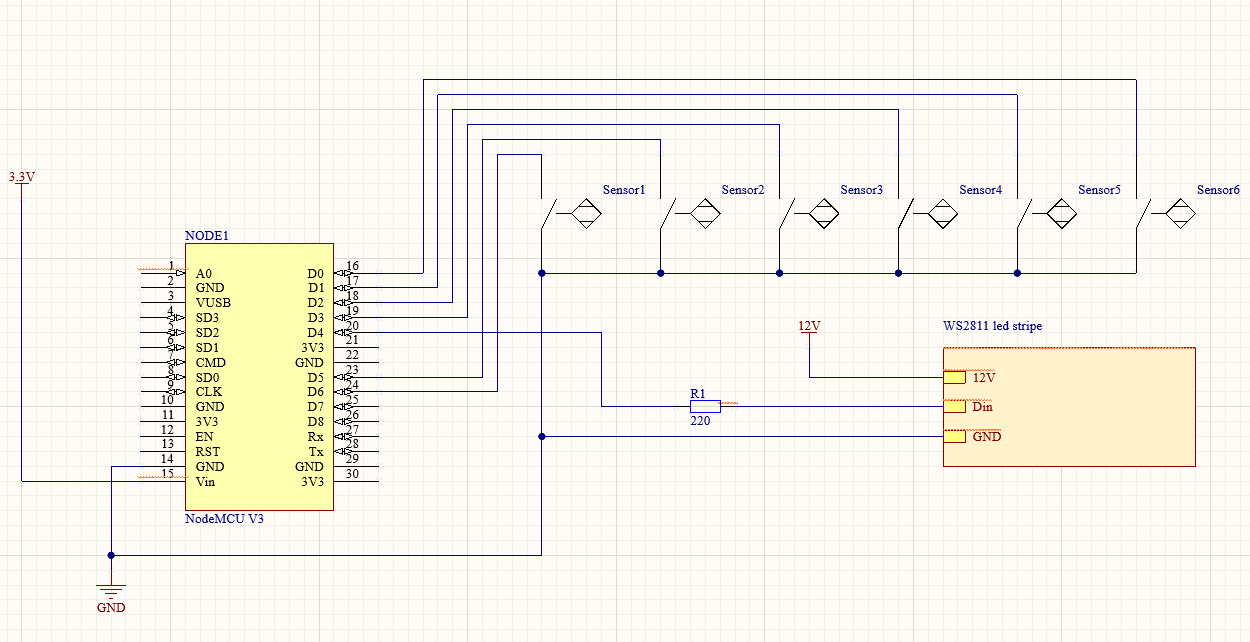 3.3V
Sensor1
Sensor2
Sensor3
Sensor4
Sensor5
Sensor6
NODE1
1 A0 D0 16
2 GND D1 17
3 VUSB D2 18
4 SD3 D3 19
5 SD2 D4 20
6 SD1 3V3 21
7 CMD GND 22
8 SD0 D5 23
9 CLK D6 24
10 GND D7 25
11 3V3 D8 26
12 EN Rx 27
13 RST Tx 28
14 GND GND 29
15 Vin 3V3 30
NodeMCU V3
GND
12V
WS2811 led stripe
12V
Din
GND
R1
220